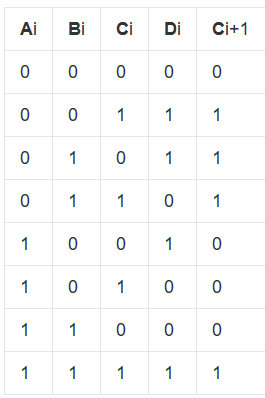 Ai Bi Ci Di Ci+1
0 0 0 0 0
0 0 1 1 1
0 1 0 1 1
0 1 1 0 1
1 0 0 1 0
1 0 1 0 0
1 1 0 0 0
1 1 1 1 1